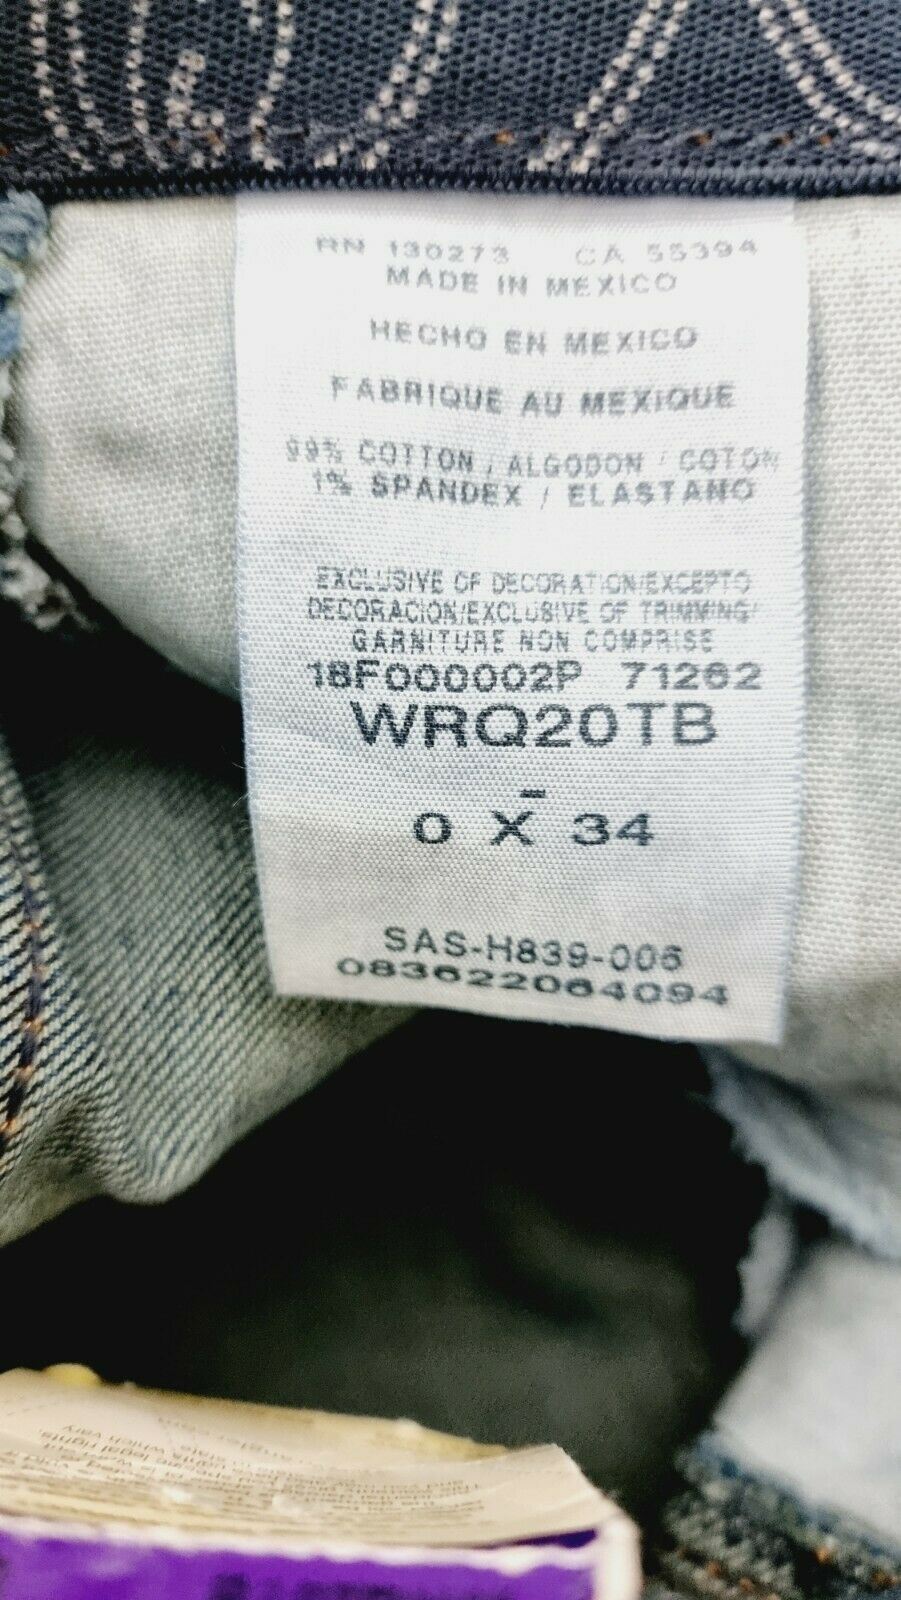 RN 130273 CA 55394
MADE IN MEXICO
HECHO EN MEXICO
FABRIQUE AU MEXIQUE
99% COTTON / ALGODON / COTON
1% SPANDEX / ELASTANO
EXCLUSIVE OF DECORATION/EXCEPTO
DECORACION/EXCLUSIVE OF TRIMMING/
GARNITURE NON COMPRISE
18F000002P 71262
WRQ20TB
-
0 X 34
SAS-H839-006
083622064094